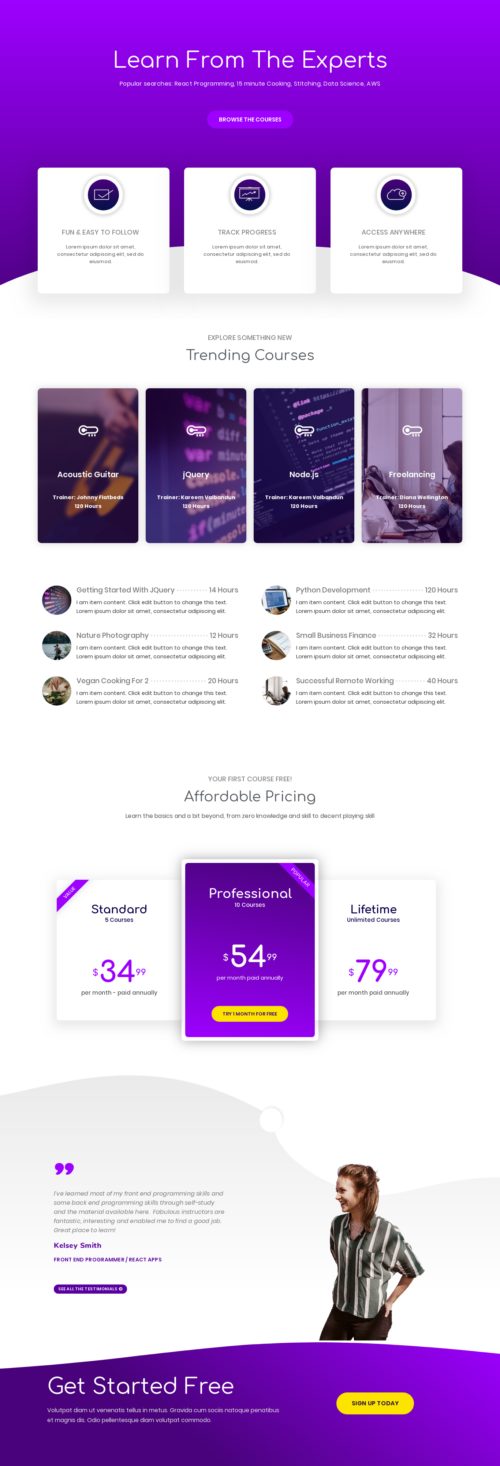 Learn From The Experts
Popular searches: React Programming, 15 minute Cooking, Stitching, Data Science, AWS
BROWSE THE COURSES
FUN & EASY TO FOLLOW
Lorem ipsum dolor sit amet,
consectetur adipiscing elit, sed do
eiusmod.
TRACK PROGRESS
Lorem ipsum dolor sit amet,
consectetur adipiscing elit, sed do
eiusmod.
ACCESS ANYWHERE
Lorem ipsum dolor sit amet,
consectetur adipiscing elit, sed do
eiusmod.
EXPLORE SOMETHING NEW
Trending Courses
Acoustic Guitar
Trainer: Johnny Flatbeds
120 Hours
jQuery
Trainer: Kareem Valbandun
120 Hours
Node.js
Trainer: Kareem Valbandun
120 Hours
Freelancing
Trainer: Diana Wellington
120 Hours
Getting Started With JQuery 14 Hours
I am item content. Click edit button to change this text.
Lorem ipsum dolor sit amet, consectetur adipiscing elit.
Python Development 120 Hours
I am item content. Click edit button to change this text.
Lorem ipsum dolor sit amet, consectetur adipiscing elit.
Nature Photography 12 Hours
I am item content. Click edit button to change this text.
Lorem ipsum dolor sit amet, consectetur adipiscing elit.
Small Business Finance 32 Hours
I am item content. Click edit button to change this text.
Lorem ipsum dolor sit amet, consectetur adipiscing elit.
Vegan Cooking For 2 20 Hours
I am item content. Click edit button to change this text.
Lorem ipsum dolor sit amet, consectetur adipiscing elit.
Successful Remote Working 40 Hours
I am item content. Click edit button to change this text.
Lorem ipsum dolor sit amet, consectetur adipiscing elit.
YOUR FIRST COURSE FREE!
Affordable Pricing
Learn the basics and a bit beyond, from zero knowledge and skill to decent playing skill
VALUE
Standard
5 Courses
$34.99
per month - paid annually
POPULAR
Professional
10 Courses
$54.99
per month paid annually
TRY 1 MONTH FOR FREE
Lifetime
Unlimited Courses
$79.99
per month paid annually
I've learned most of my front end programming skills and
some back end programming skills through self-study
and the material available here. Fabulous instructors are
fantastic, interesting and enabled me to find a good job.
Great place to learn!
Kelsey Smith
FRONT END PROGRAMMER / REACT APPS
SEE ALL THE TESTIMONIALS
Get Started Free
Volutpat diam ut venenatis tellus in metus. Gravida cum sociis natoque penatibus
et magnis dis. Odio pellentesque diam volutpat commodo.
SIGN UP TODAY